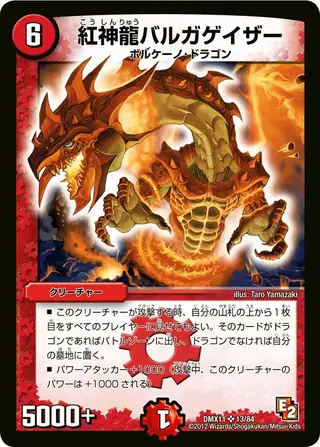 6
こうしんりゅう
紅神龍バルガゲイザー
ボルケーノ・ドラゴン
illus. Taro Yamazaki
クリーチャー
■ このクリーチャーが攻撃する時、自分の山札の上から1枚
目をすべてのプレイヤーに見せてもよい。そのカードがドラ
ゴンであればバトルゾーンに出し、ドラゴンでなければ自分
の墓地に置く。
■ パワーアタッカー+1000(攻撃中、このクリーチャーの
パワーは+1000される)
5000+
1
DMX11 13/84
©2012 Wizards/Shogakukan/Mitsui-Kids
E2